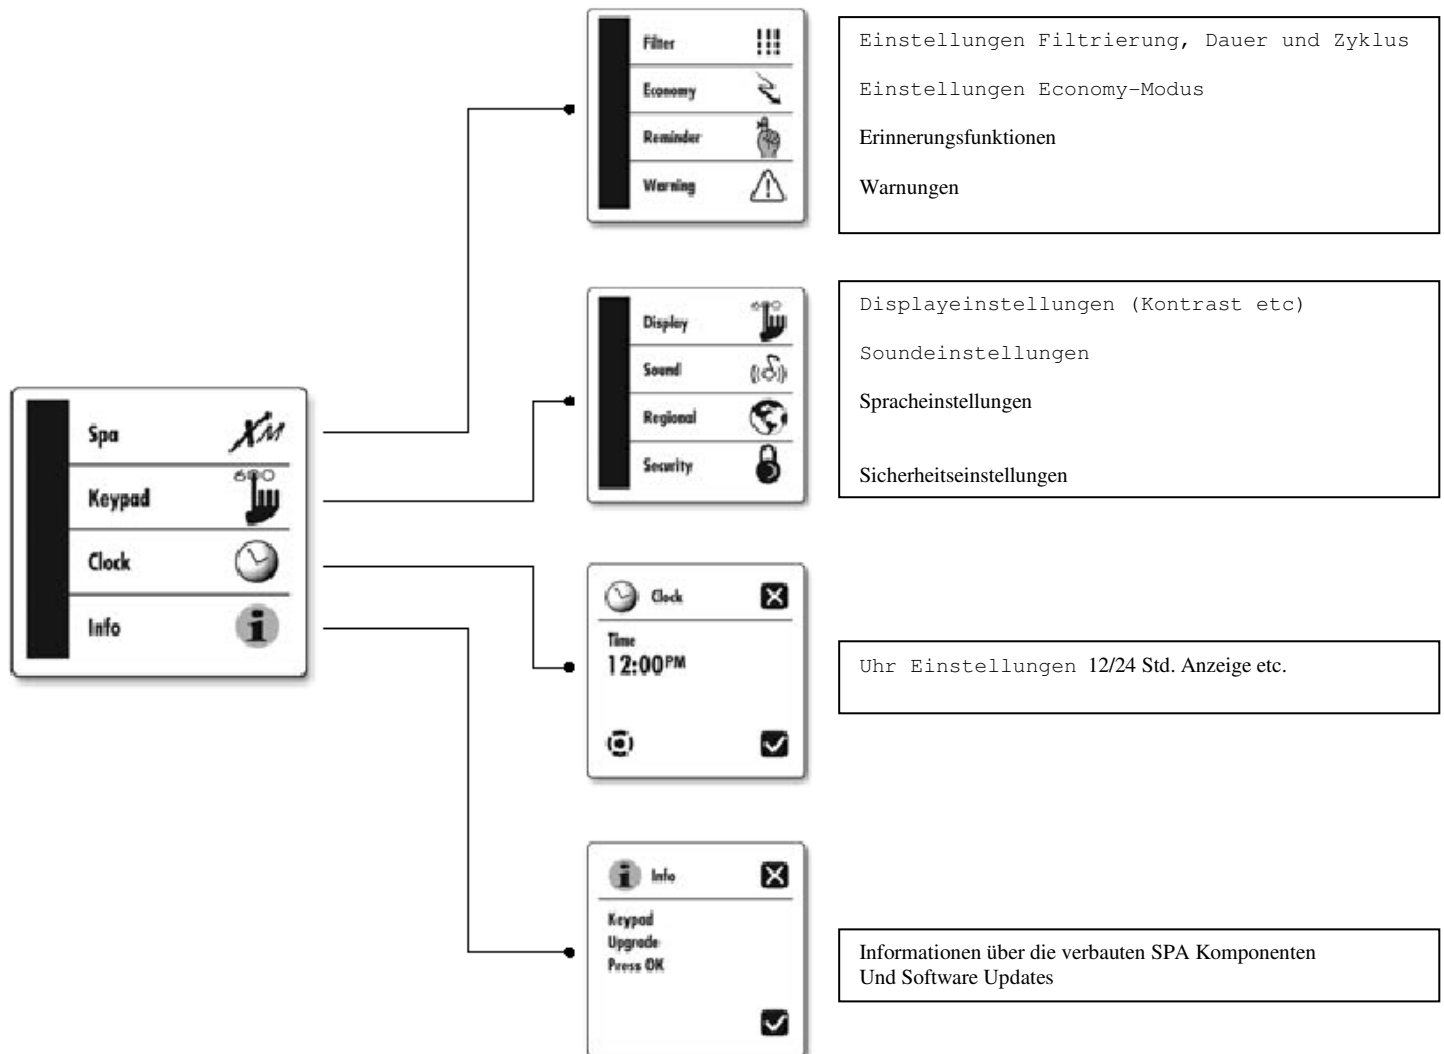 Filter
Economy
Reminder
Warning
Einstellungen Filtrierung, Dauer und Zyklus
Einstellungen Economy-Modus
Erinnerungsfunktionen
Warnungen
Display
Sound
Regional
Security
Displayeinstellungen (Kontrast etc)
Soundeinstellungen
Spracheinstellungen
Sicherheitseinstellungen
Spa
Keypad
Clock
Info
Clock
Time
12:00PM
Uhr Einstellungen 12/24 Std. Anzeige etc.
Info
Keypad
Upgrade
Press OK
Informationen über die verbauten SPA Komponenten
Und Software Updates